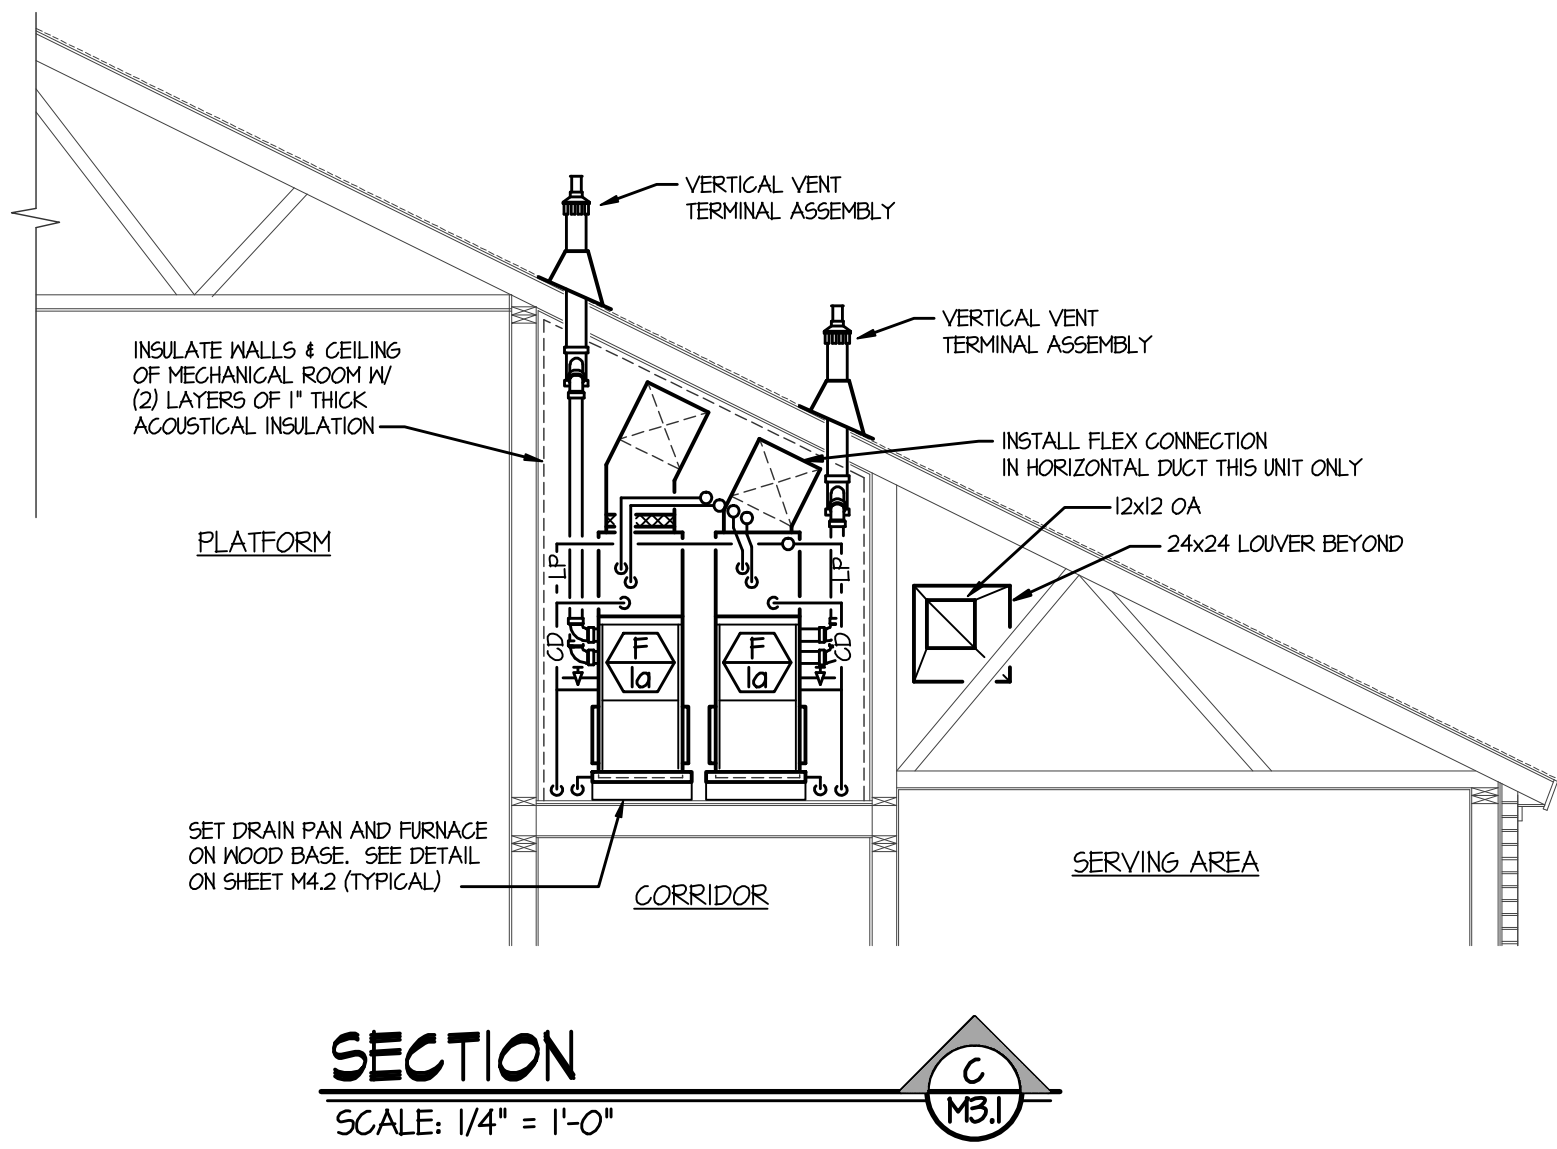 VERTICAL VENT
TERMINAL ASSEMBLY
VERTICAL VENT
TERMINAL ASSEMBLY
INSULATE WALLS & CEILING
OF MECHANICAL ROOM W/
(2) LAYERS OF 1" THICK
ACOUSTICAL INSULATION
INSTALL FLEX CONNECTION
IN HORIZONTAL DUCT THIS UNIT ONLY
12x12 OA
24x24 LOUVER BEYOND
PLATFORM
LP
LP
CD
CD
F
1a
F
1a
SET DRAIN PAN AND FURNACE
ON WOOD BASE. SEE DETAIL
ON SHEET M4.2 (TYPICAL)
CORRIDOR
SERVING AREA
SECTION
SCALE: 1/4" = 1'-0"
C
M3.1